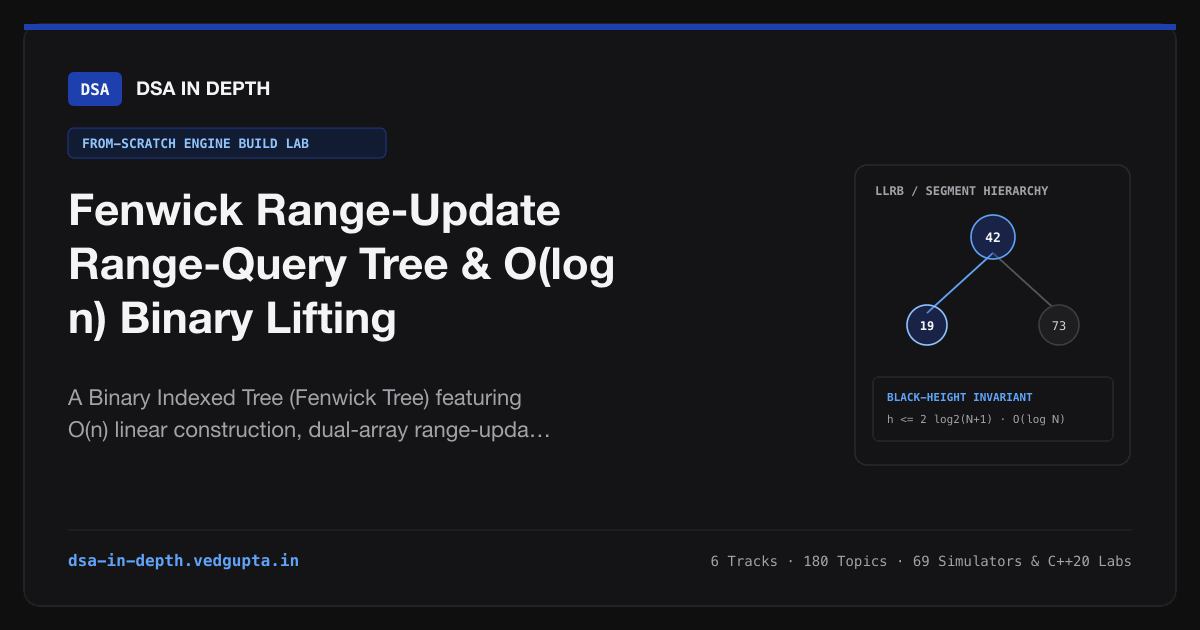 DSA
DSA IN DEPTH
FROM-SCRATCH ENGINE BUILD LAB
Fenwick Range-Update
Range-Query Tree & O(log
n) Binary Lifting
A Binary Indexed Tree (Fenwick Tree) featuring
O(n) linear construction, dual-array range-upda…
LLRB / SEGMENT HIERARCHY
42
19
73
BLACK-HEIGHT INVARIANT
h <= 2 log2(N+1) · O(log N)
dsa-in-depth.vedgupta.in
6 Tracks · 180 Topics · 69 Simulators & C++20 Labs